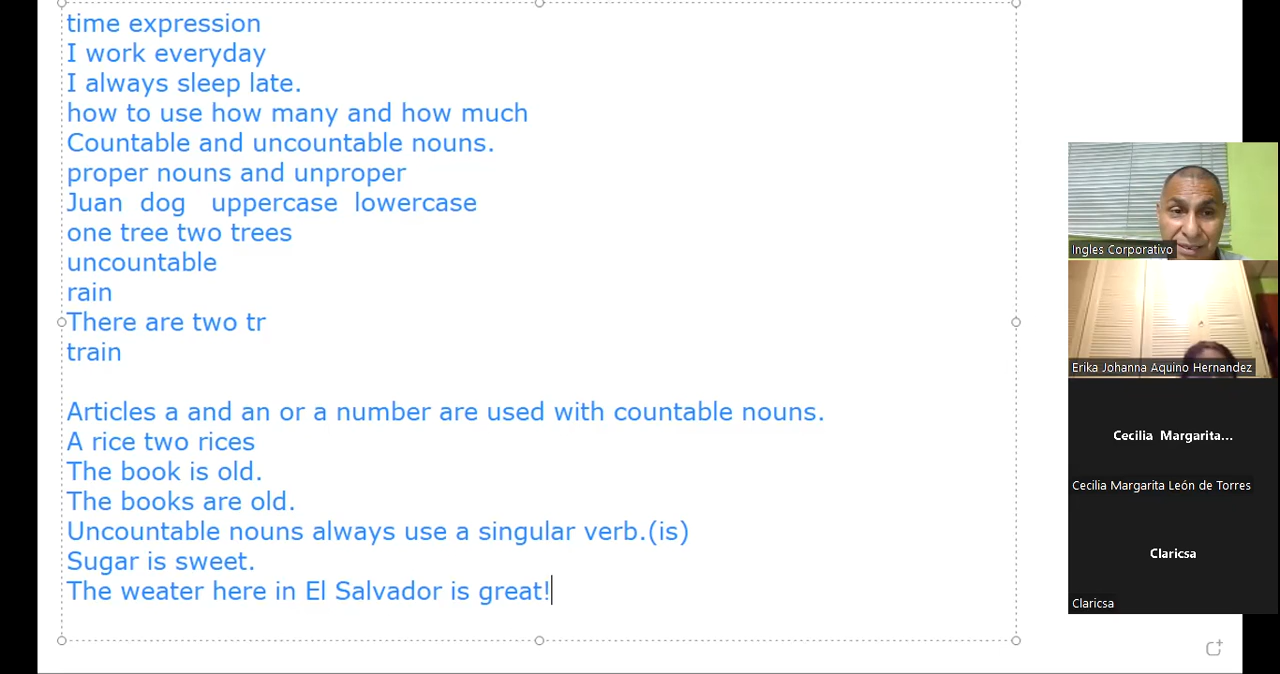 time expression
I work everyday
I always sleep late.
how to use how many and how much
Countable and uncountable nouns.
proper nouns and unproper
Juan dog uppercase lowercase
one tree two trees
uncountable
rain
There are two tr
train
Articles a and an or a number are used with countable nouns.
A rice two rices
The book is old.
The books are old.
Uncountable nouns always use a singular verb.(is)
Sugar is sweet.
The weater here in El Salvador is great!
Ingles Corporativo
Erika Johanna Aquino Hernandez
Cecilia Margarita...
Cecilia Margarita León de Torres
Claricsa
Claricsa